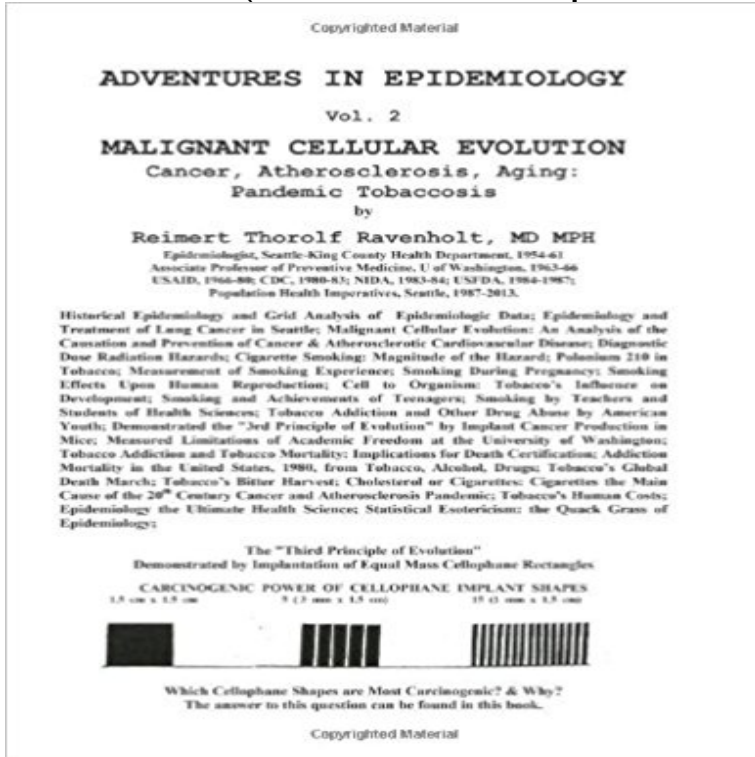 Copyrighted Material
ADVENTURES IN EPIDEMIOLOGY
Vol. 2
MALIGNANT CELLULAR EVOLUTION
Cancer, Atherosclerosis, Aging:
Pandemic Tobaccosis
by
Reimert Thorolf Ravenholt, MD MPH
Epidemiologist, Seattle-King County Health Department, 1954-61
Associate Professor of Preventive Medicine, U of Washington, 1963-66
USAID, 1966-80; CDC, 1980-83; NIDA, 1983-84; USFDA, 1984-1987;
Population Health Imperatives, Seattle, 1987-2013.
Historical Epidemiology and Grid Analysis of Epidemiologic Data; Epidemiology and
Treatment of Lung Cancer in Seattle; Malignant Cellular Evolution: An Analysis of the
Causation and Prevention of Cancer & Atherosclerotic Cardiovascular Disease; Diagnostic
Dose Radiation Hazards; Cigarette Smoking: Magnitude of the Hazard; Polonium 210 in
Tobacco; Measurement of Smoking Experience; Smoking During Pregnancy; Smoking
Effects Upon Human Reproduction; Cell to Organism: Tobacco's Influence on
Development; Smoking and Achievements of Teenagers; Smoking by Teachers and
Students of Health Sciences; Tobacco Addiction and Other Drug Abuse by American
Youth; Demonstrated the "3rd Principle of Evolution" by Implant Cancer Production in
Mice; Measured Limitations of Academic Freedom at the University of Washington;
Tobacco Addiction and Tobacco Mortality: Implications for Death Certification; Addiction
Mortality in the United States, 1980, from Tobacco, Alcohol, Drugs; Tobacco's Global
Death March; Tobacco's Bitter Harvest; Cholesterol or Cigarettes: Cigarettes the Main
Cause of the 20th Century Cancer and Atherosclerosis Pandemic; Tobacco's Human Costs;
Epidemiology the Ultimate Health Science; Statistical Esotericism: the Quack Grass of
Epidemiology;
The "Third Principle of Evolution"
Demonstrated by Implantation of Equal Mass Cellophane Rectangles
CARCINOGENIC POWER OF CELLOPHANE IMPLANT SHAPES
1.5 cm x 1.5 cm 5 (3 mm x 1.5 cm) 15 (1 mm x 1.5 cm)
Which Cellophane Shapes are Most Carcinogenic? & Why?
The answer to this question can be found in this book.
Copyrighted Material